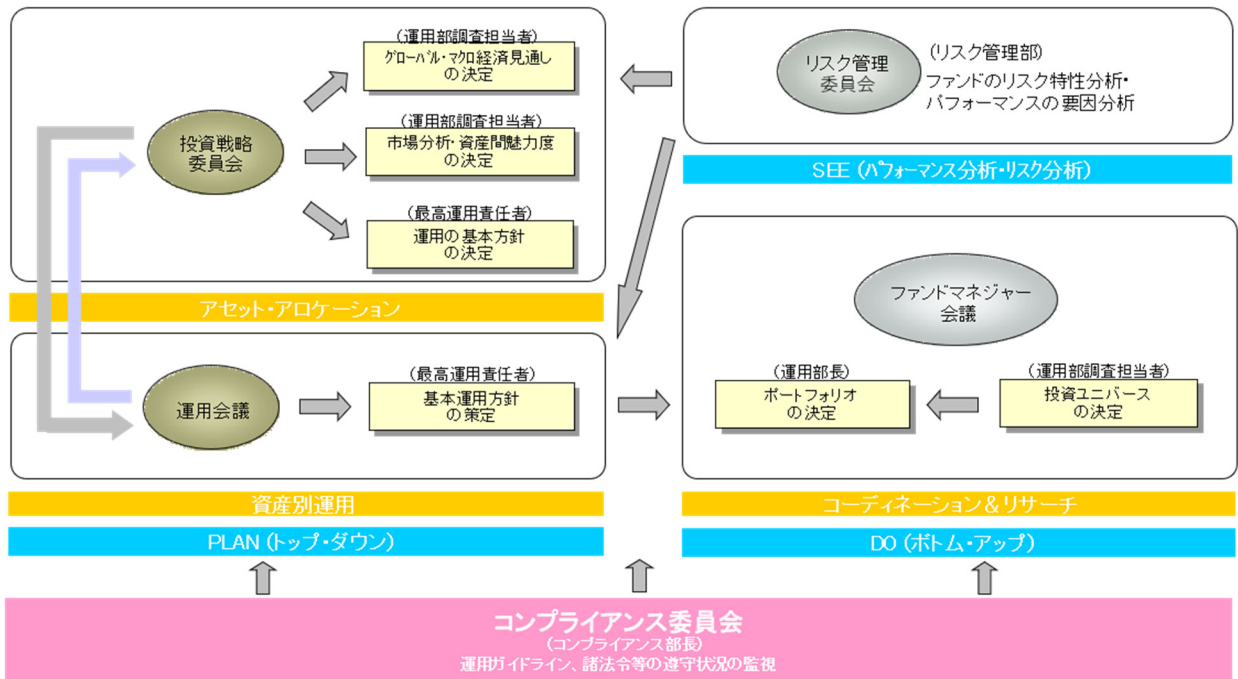 (運用部調査担当者)
グローバル・マクロ経済見通し
の決定
投資戦略
委員会
(運用部調査担当者)
市場分析・資産間魅力度
の決定
(最高運用責任者)
運用の基本方針
の決定
アセット・アロケーション
リスク管理
委員会
(リスク管理部)
ファンドのリスク特性分析・
パフォーマンスの要因分析
SEE (パフォーマンス分析・リスク分析)
運用会議
(最高運用責任者)
基本運用方針
の策定
資産別運用
PLAN (トップ・ダウン)
ファンドマネジャー
会議
(運用部長)
ポートフォリオ
の決定
(運用部調査担当者)
投資ユニバース
の決定
コーディネーション&リサーチ
DO (ボトム・アップ)
コンプライアンス委員会
(コンプライアンス部長)
運用ガイドライン、諸法令等の遵守状況の監視